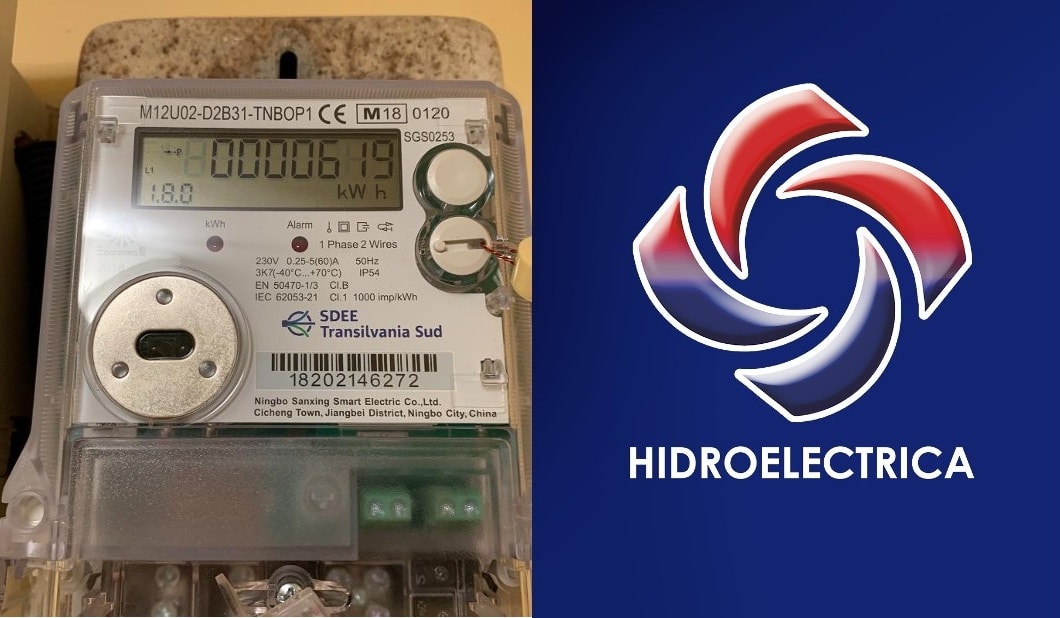 M12U02-D2B31-TNBOP1 CE M18 0120
SGS0253
0000619
L1
1.8.0 kWh
kWh Alarm
1 Phase 2 Wires
230V 0.25-5(60)A 50Hz
3K7(-40°C...+70°C) IP54
EN 50470-1/3 Cl.B
IEC 62053-21 Cl.1 1000 imp/kWh
SDEE
Transilvania Sud
18202146272
Ningbo Sanxing Smart Electric Co.,Ltd.
Cicheng Town, Jiangbei District, Ningbo City, China
HIDROELECTRICA